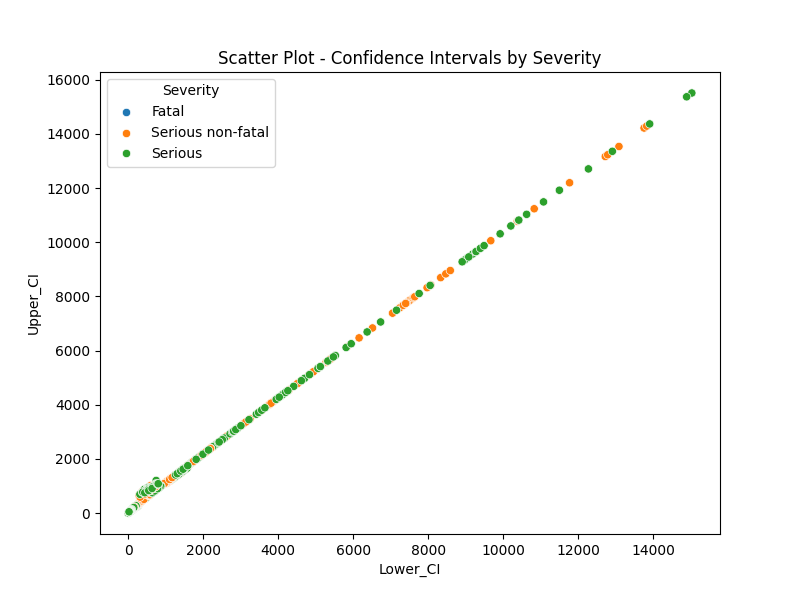 Scatter Plot - Confidence Intervals by Severity
Severity
Fatal
Serious non-fatal
Serious
16000
14000
12000
10000
8000
6000
4000
2000
0
Upper_CI
0 2000 4000 6000 8000 10000 12000 14000
Lower_CI